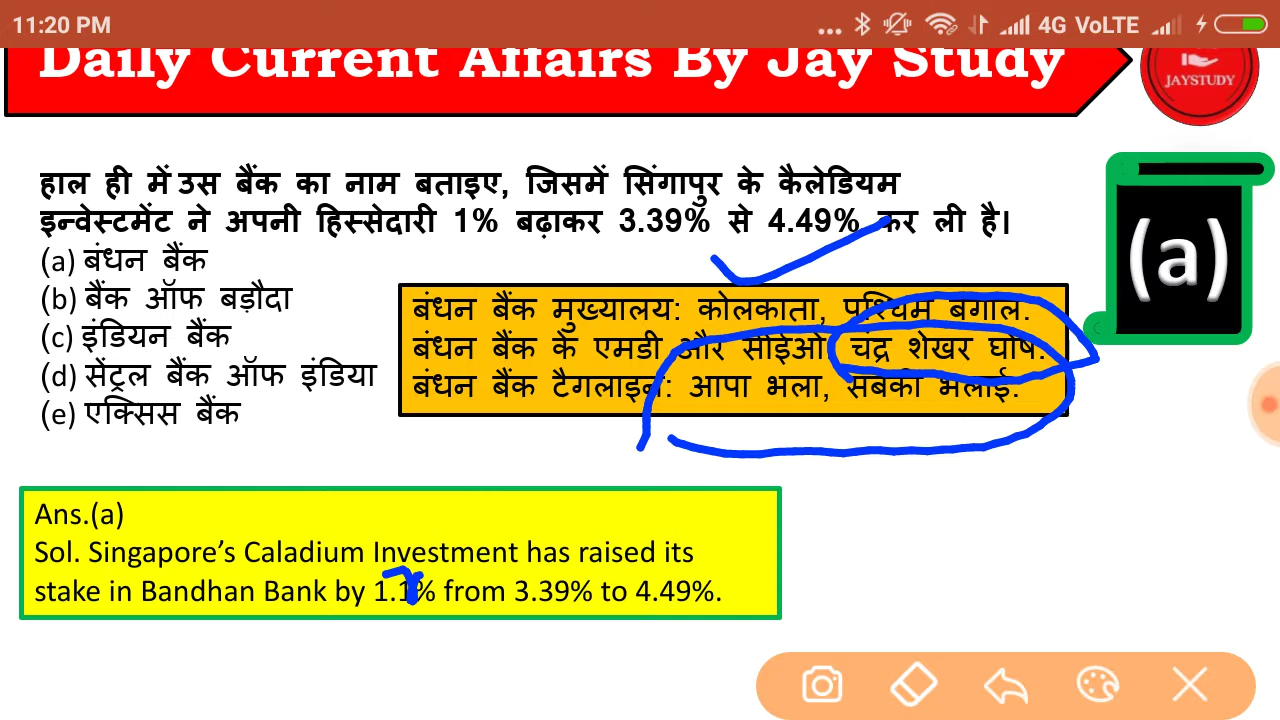 11:20 PM
4G VoLTE
Daily Current Affairs By Jay Study
JAYSTUDY
हाल ही में उस बैंक का नाम बताइए, जिसमें सिंगापुर के कैलेडियम
इन्वेस्टमेंट ने अपनी हिस्सेदारी 1% बढ़ाकर 3.39% से 4.49% कर ली है।
(a) बंधन बैंक
(b) बैंक ऑफ बड़ौदा
(c) इंडियन बैंक
(d) सेंट्रल बैंक ऑफ इंडिया
(e) एक्सिस बैंक
(a)
बंधन बैंक मुख्यालय: कोलकाता, पश्चिम बंगाल.
बंधन बैंक के एमडी और सीईओ: चंद्र शेखर घोष.
बंधन बैंक टैगलाइन: आपा भला, सबकी भलाई.
Ans.(a)
Sol. Singapore’s Caladium Investment has raised its
stake in Bandhan Bank by 1.1% from 3.39% to 4.49%.